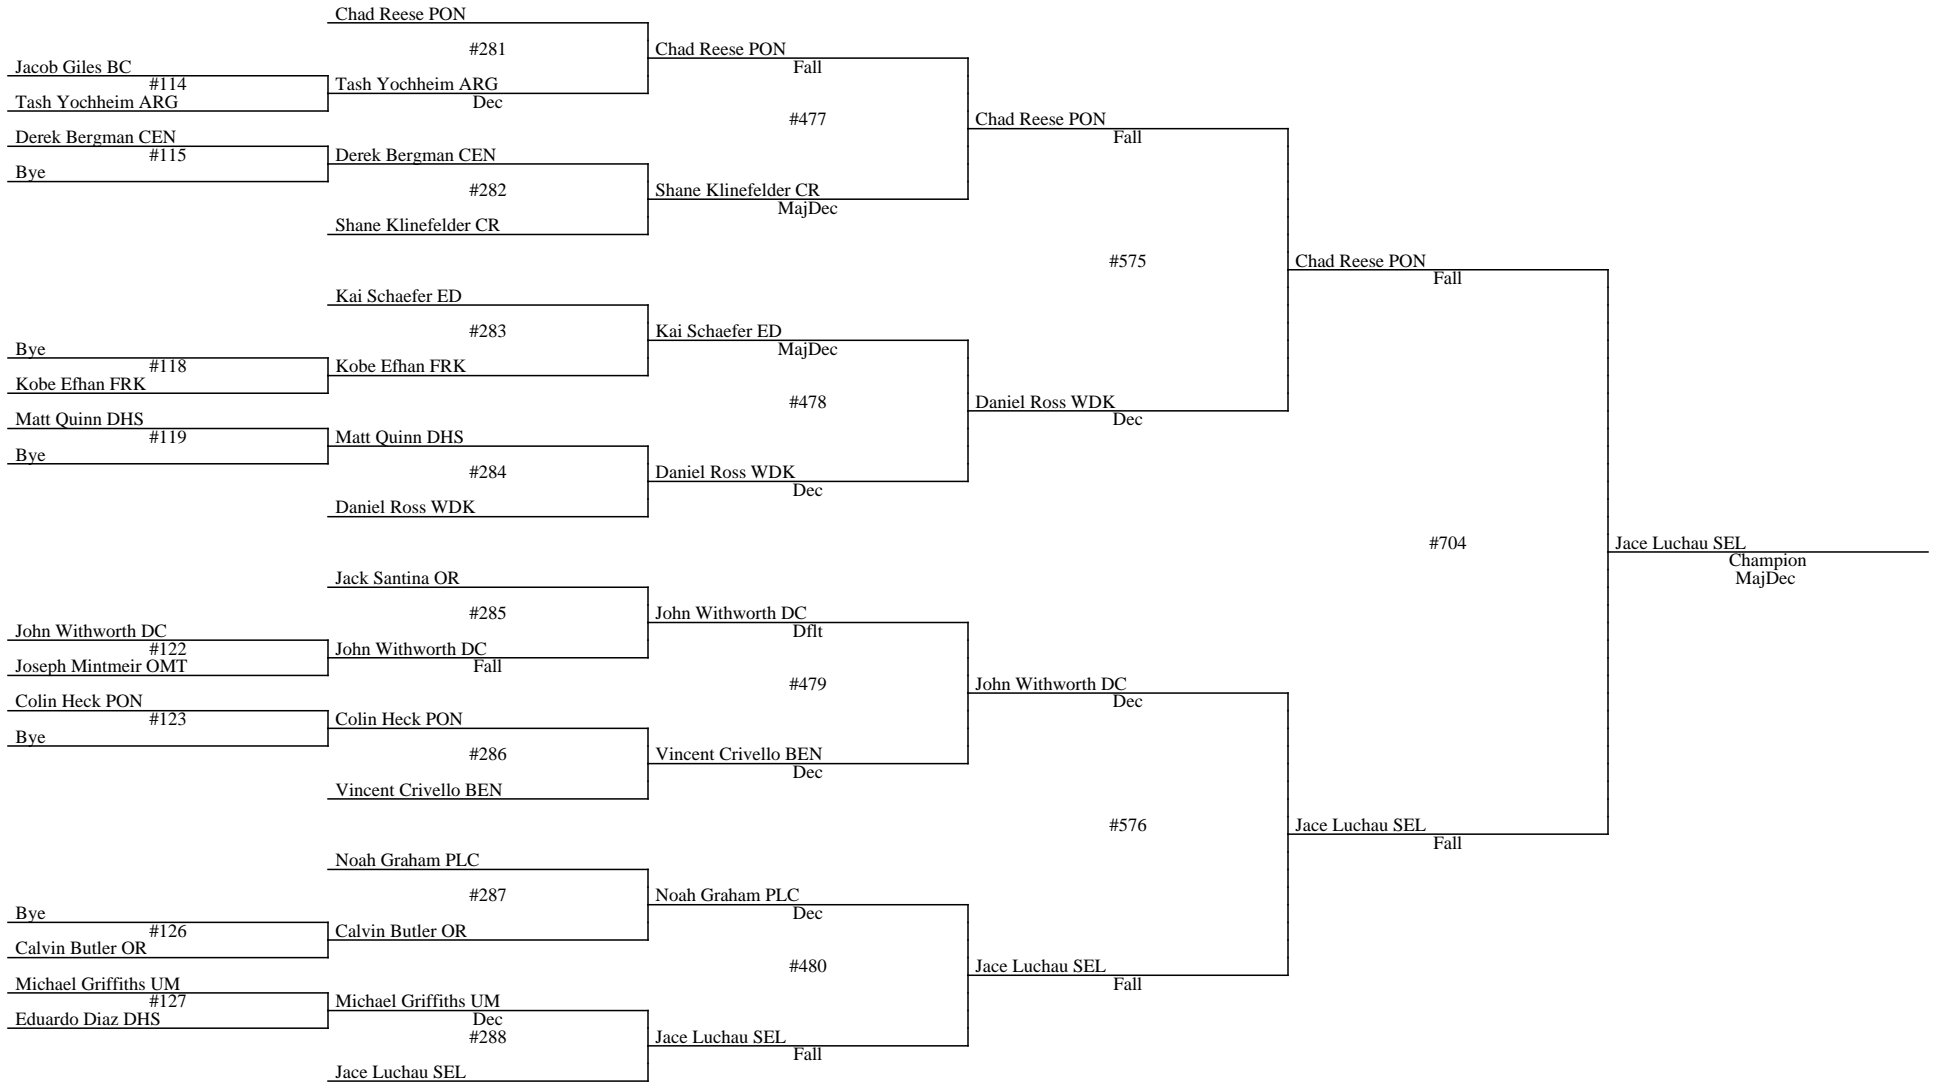 Chad Reese PON
#281
Chad Reese PON
Fall
Jacob Giles BC
#114
Tash Yochheim ARG
Tash Yochheim ARG
Dec
#477
Chad Reese PON
Fall
Derek Bergman CEN
#115
Bye
Derek Bergman CEN
#282
Shane Klinefelder CR
MajDec
Shane Klinefelder CR
#575
Chad Reese PON
Fall
Kai Schaefer ED
#283
Kai Schaefer ED
MajDec
Bye
#118
Kobe Efhan FRK
Kobe Efhan FRK
#478
Daniel Ross WDK
Dec
Matt Quinn DHS
#119
Bye
Matt Quinn DHS
#284
Daniel Ross WDK
Dec
Daniel Ross WDK
#704
Jace Luchau SEL
Champion
MajDec
Jack Santina OR
#285
John Withworth DC
Dflt
John Withworth DC
#122
Joseph Mintmeir OMT
John Withworth DC
Fall
#479
John Withworth DC
Dec
Colin Heck PON
#123
Bye
Colin Heck PON
#286
Vincent Crivello BEN
Dec
Vincent Crivello BEN
#576
Jace Luchau SEL
Fall
Noah Graham PLC
#287
Noah Graham PLC
Dec
Bye
#126
Calvin Butler OR
Calvin Butler OR
#480
Jace Luchau SEL
Fall
Michael Griffiths UM
#127
Eduardo Diaz DHS
Michael Griffiths UM
Dec
#288
Jace Luchau SEL
Fall
Jace Luchau SEL